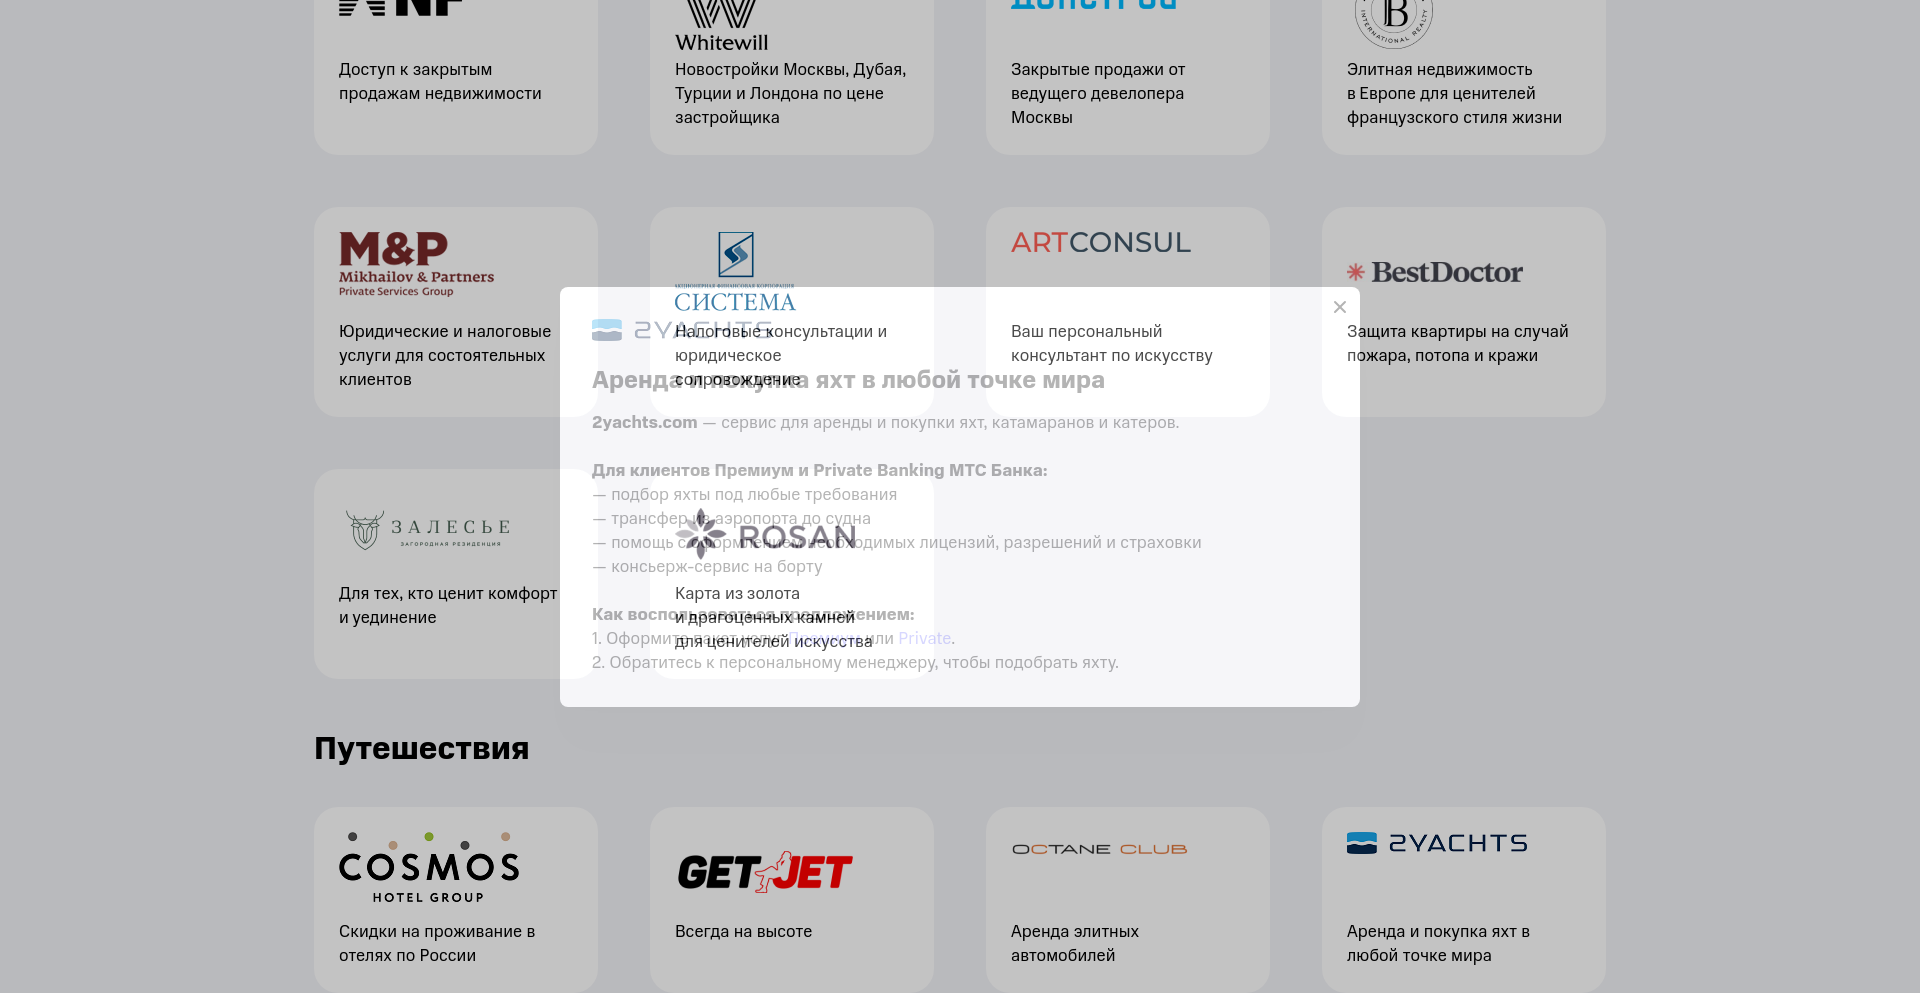 Whitewill
INTERNATIONAL REALTY
Доступ к закрытым
продажам недвижимости
Новостройки Москвы, Дубая,
Турции и Лондона по цене
застройщика
Закрытые продажи от
ведущего девелопера
Москвы
Элитная недвижимость
в Европе для ценителей
французского стиля жизни
M&P
Mikhailov & Partners
Private Services Group
Юридические и налоговые
услуги для состоятельных
клиентов
АКЦИОНЕРНАЯ ФИНАНСОВАЯ КОРПОРАЦИЯ
СИСТЕМА
Налоговые консультации и
юридическое
сопровождение
ARTCONSUL
Ваш персональный
консультант по искусству
BestDoctor
Защита квартиры на случай
пожара, потопа и кражи
2YACHTS
Аренда и покупка яхт в любой точке мира
2yachts.com — сервис для аренды и покупки яхт, катамаранов и катеров.
Для клиентов Премиум и Private Banking МТС Банка:
— подбор яхты под любые требования
— трансфер из аэропорта до судна
— помощь с оформлением необходимых лицензий, разрешений и страховки
— консьерж-сервис на борту
Как воспользоваться предложением:
1. Оформите пакет услуг Премиум или Private.
2. Обратитесь к персональному менеджеру, чтобы подобрать яхту.
ЗАЛЕСЬЕ
ЗАГОРОДНАЯ РЕЗИДЕНЦИЯ
Для тех, кто ценит комфорт
и уединение
ROSAN
Карта из золота
и драгоценных камней
для ценителей искусства
Путешествия
COSMOS
HOTEL GROUP
Скидки на проживание в
отелях по России
GET JET
Всегда на высоте
OCTANE CLUB
Аренда элитных
автомобилей
2YACHTS
Аренда и покупка яхт в
любой точке мира